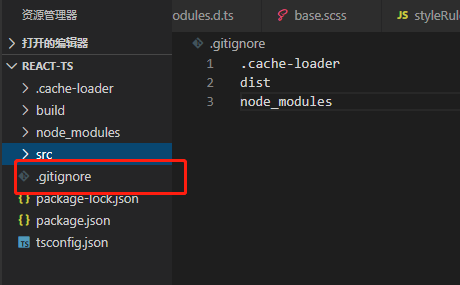 资源管理器
打开的编辑器
REACT-TS
.cache-loader
build
node_modules
src
.gitignore
package-lock.json
package.json
TS tsconfig.json
odules.d.ts
base.scss
JS styleRul
.gitignore
1 .cache-loader
2 dist
3 node_modules